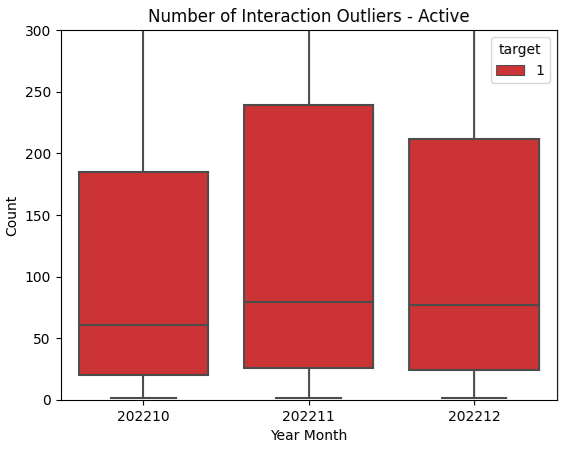 Number of Interaction Outliers - Active
target
1
300
250
200
150
100
50
0
Count
202210
202211
202212
Year Month